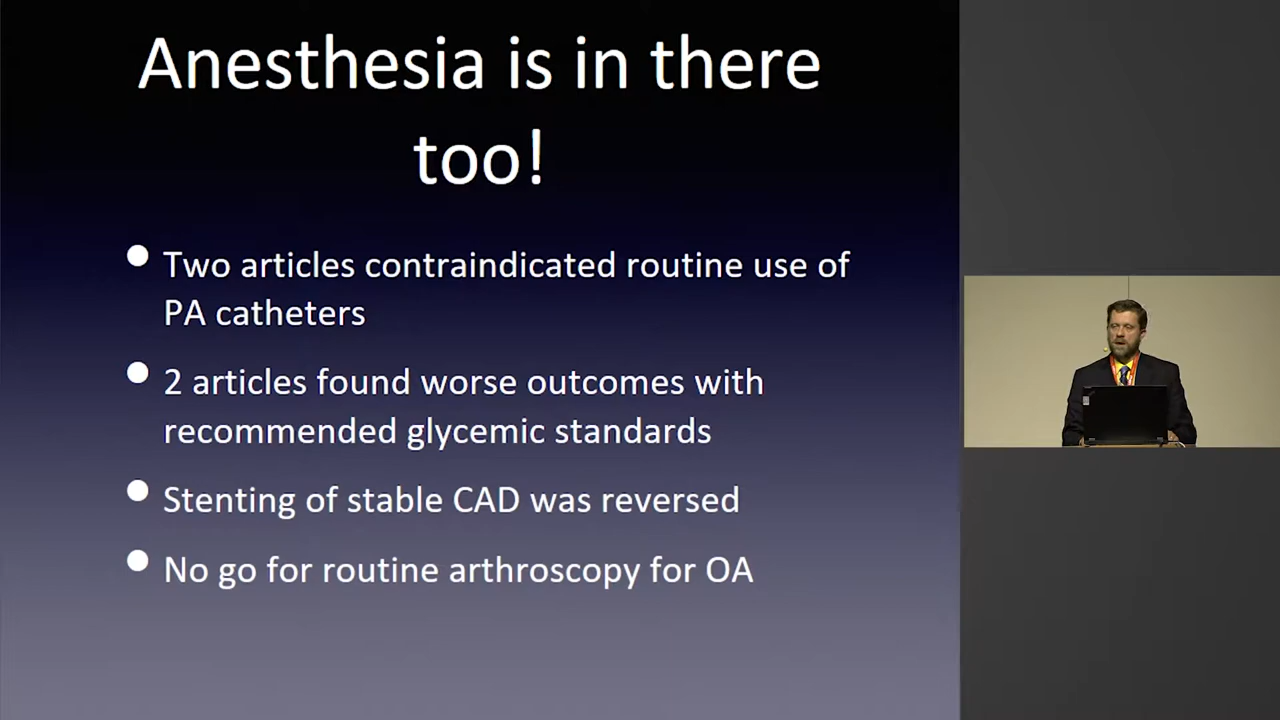 Anesthesia is in there
too!
Two articles contraindicated routine use of
PA catheters
2 articles found worse outcomes with
recommended glycemic standards
Stenting of stable CAD was reversed
No go for routine arthroscopy for OA